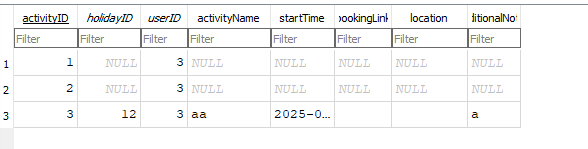 activityID holidayID userID activityName startTime bookingLink location litionalNot
Filter Filter Filter Filter Filter Filter Filter Filter
1 1 NULL 3 NULL NULL NULL NULL NULL
2 2 NULL 3 NULL NULL NULL NULL NULL
3 3 12 3 aa 2025-0... a